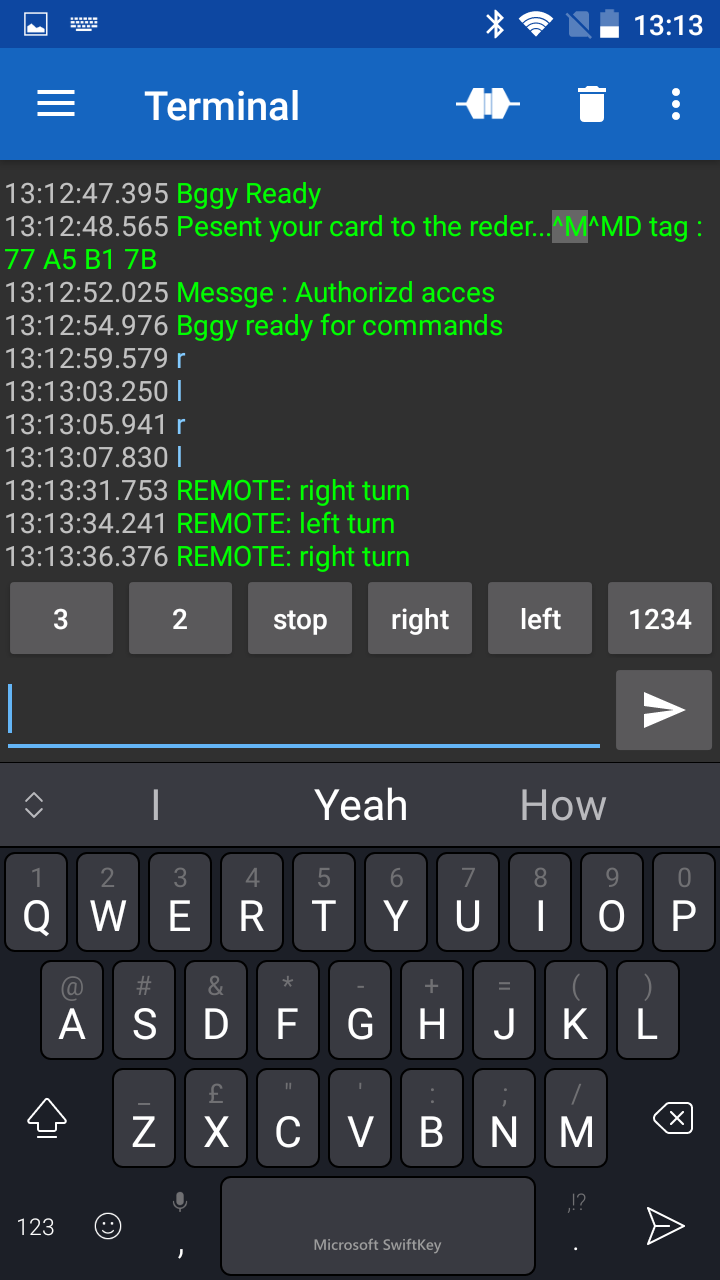 13:13
Terminal
13:12:47.395 Bggy Ready
13:12:48.565 Pesent your card to the reder...^M^MD tag :
77 A5 B1 7B
13:12:52.025 Messge : Authorizd acces
13:12:54.976 Bggy ready for commands
13:12:59.579 r
13:13:03.250 l
13:13:05.941 r
13:13:07.830 l
13:13:31.753 REMOTE: right turn
13:13:34.241 REMOTE: left turn
13:13:36.376 REMOTE: right turn
3 2 stop right left 1234
I Yeah How
1 2 3 4 5 6 7 8 9 0
Q W E R T Y U I O P
@ # & * - + = ( )
A S D F G H J K L
_ £ " ' : ; /
Z X C V B N M
,!?
123 , .
Microsoft SwiftKey